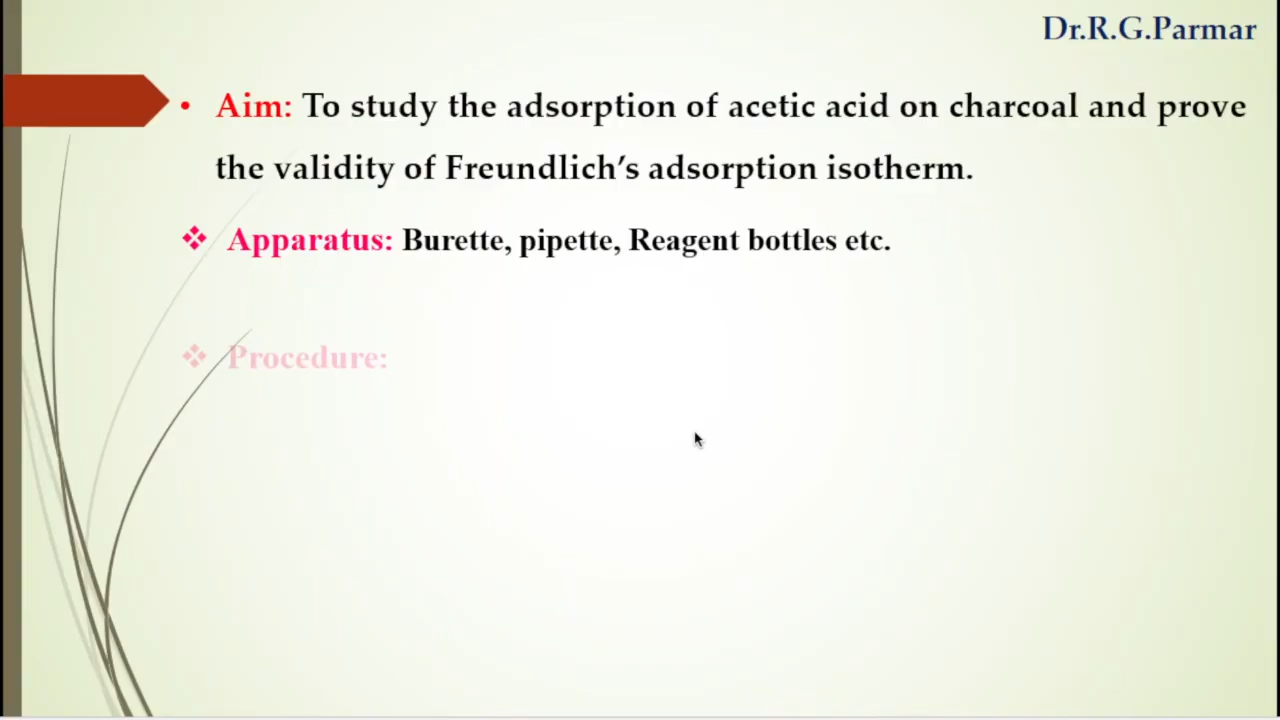 Dr.R.G.Parmar
• Aim: To study the adsorption of acetic acid on charcoal and prove
the validity of Freundlich’s adsorption isotherm.
❖ Apparatus: Burette, pipette, Reagent bottles etc.
❖ Procedure: